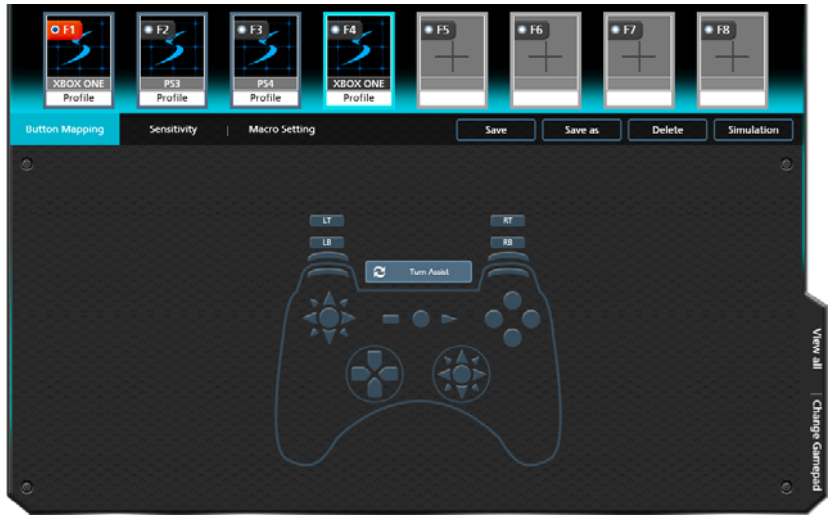 F1 F2 F3 F4 F5 F6 F7 F8
XBOX ONE PS3 PS4 XBOX ONE
Profile Profile Profile Profile
Button Mapping Sensitivity | Macro Setting Save Save as Delete Simulation
LT RT
LB RB
Turn Assist
View all | Change Gamepad